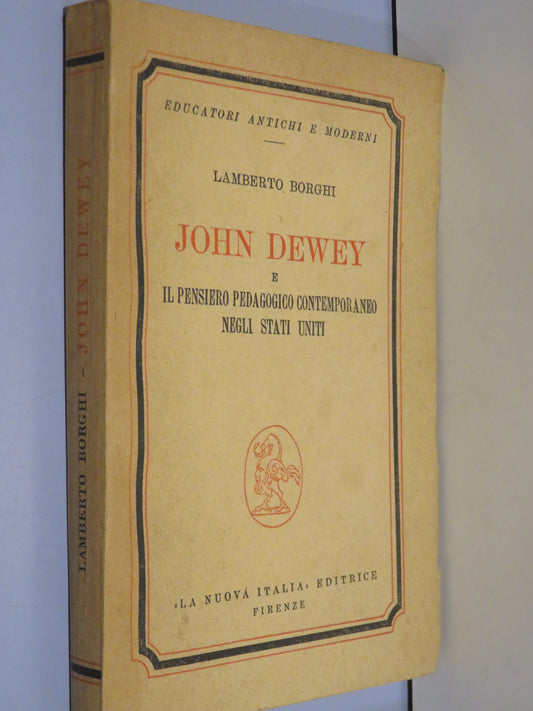 EDUCATORI ANTICHI E MODERNI
LAMBERTO BORGHI
JOHN DEWEY
E
IL PENSIERO PEDAGOGICO CONTEMPORANEO
NEGLI STATI UNITI
«LA NUOVA ITALIA» EDITRICE
FIRENZE
LAMBERTO BORGHI - JOHN DEWEY